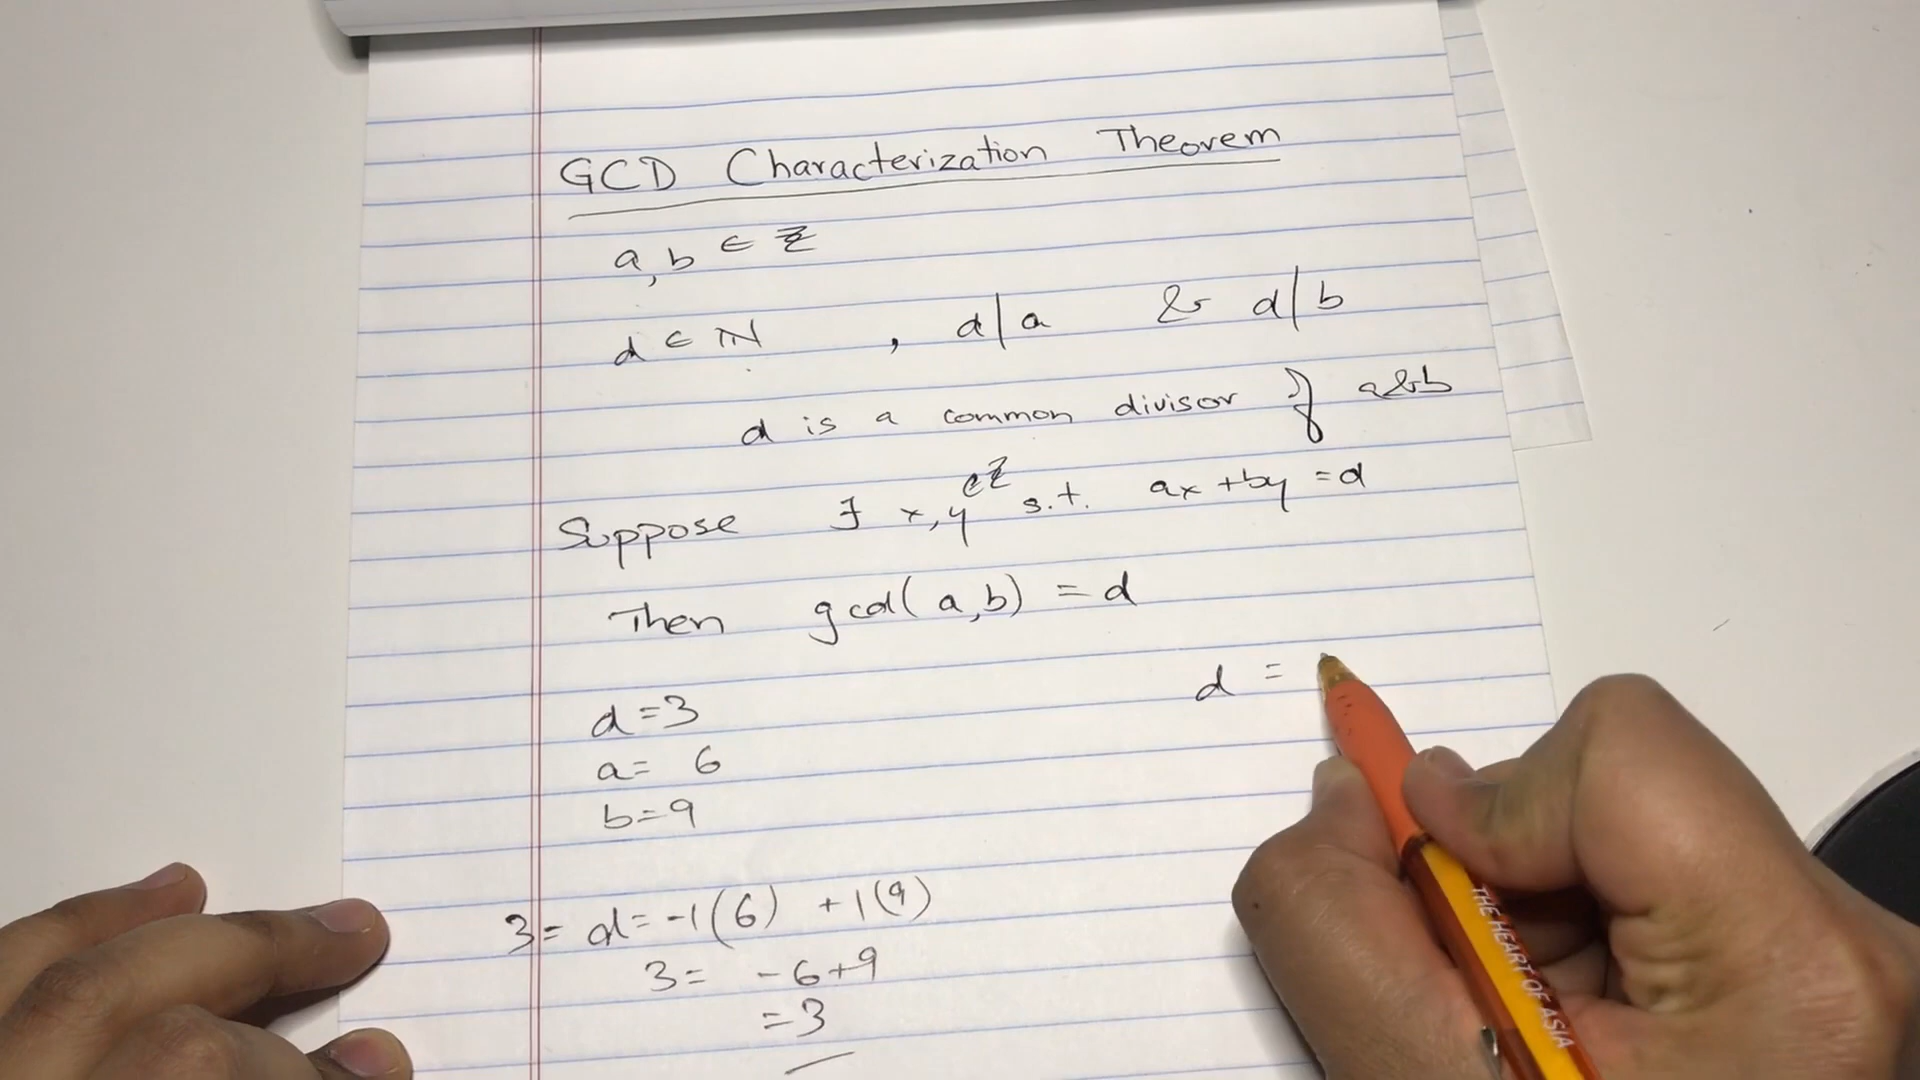 GCD Characterization Theorem
a, b ∈ ℤ
d ∈ ℕ , d|a & d|b
d is a common divisor of a&b
Suppose ∃ x, y ∈ℤ s.t. ax + by = d
Then gcd(a,b) = d
d =
d = 3
a = 6
b = 9
3 = d = -1(6) + 1(9)
3 = -6+9
= 3
THE HEART OF ASIA